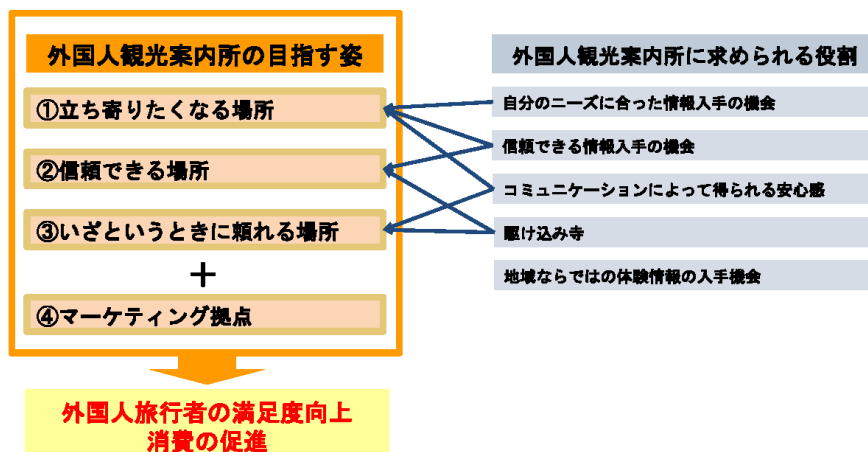 外国人観光案内所の目指す姿
①立ち寄りたくなる場所
②信頼できる場所
③いざというときに頼れる場所
＋
④マーケティング拠点
外国人旅行者の満足度向上
消費の促進
外国人観光案内所に求められる役割
自分のニーズに合った情報入手の機会
信頼できる情報入手の機会
コミュニケーションによって得られる安心感
駆け込み寺
地域ならではの体験情報の入手機会